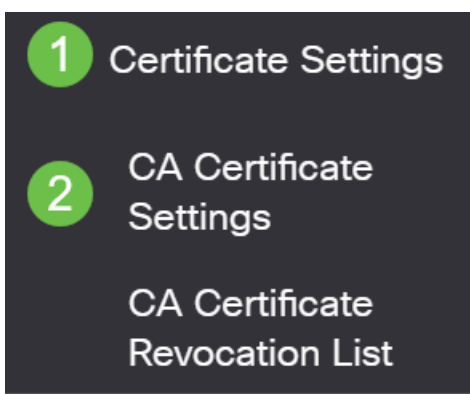 1 Certificate Settings
2 CA Certificate
Settings
CA Certificate
Revocation List